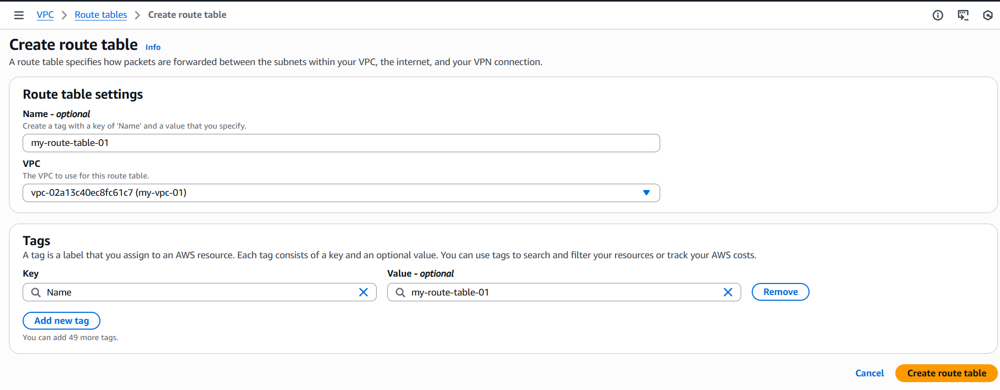 VPC > Route tables > Create route table
Create route table Info
A route table specifies how packets are forwarded between the subnets within your VPC, the internet, and your VPN connection.
Route table settings
Name - optional
Create a tag with a key of 'Name' and a value that you specify.
my-route-table-01
VPC
The VPC to use for this route table.
vpc-02a13c40ec8fc61c7 (my-vpc-01)
Tags
A tag is a label that you assign to an AWS resource. Each tag consists of a key and an optional value. You can use tags to search and filter your resources or track your AWS costs.
Key Value - optional
Name my-route-table-01 Remove
Add new tag
You can add 49 more tags.
Cancel Create route table